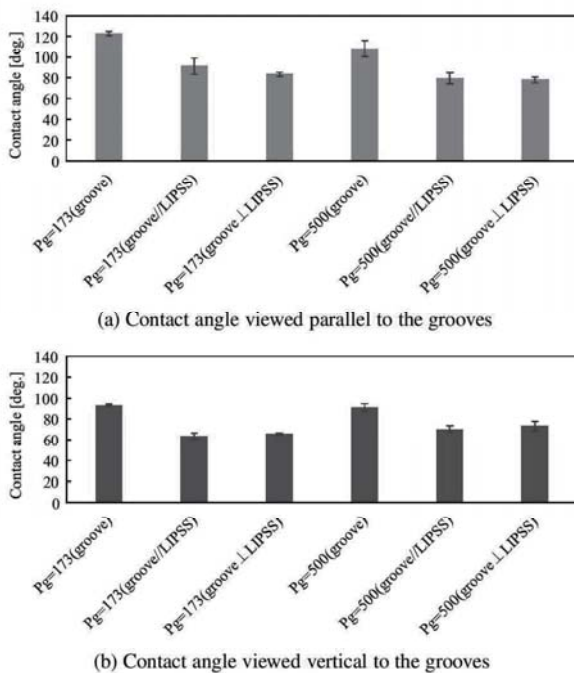 140
120
100
80
60
40
20
0
Contact angle [deg.]
Pg=173(groove)
Pg=173(groove//LIPSS)
Pg=173(groove⊥LIPSS)
Pg=500(groove)
Pg=500(groove//LIPSS)
Pg=500(groove⊥LIPSS)
(a) Contact angle viewed parallel to the grooves
140
120
100
80
60
40
20
0
Contact angle [deg.]
Pg=173(groove)
Pg=173(groove//LIPSS)
Pg=173(groove⊥LIPSS)
Pg=500(groove)
Pg=500(groove//LIPSS)
Pg=500(groove⊥LIPSS)
(b) Contact angle viewed vertical to the grooves